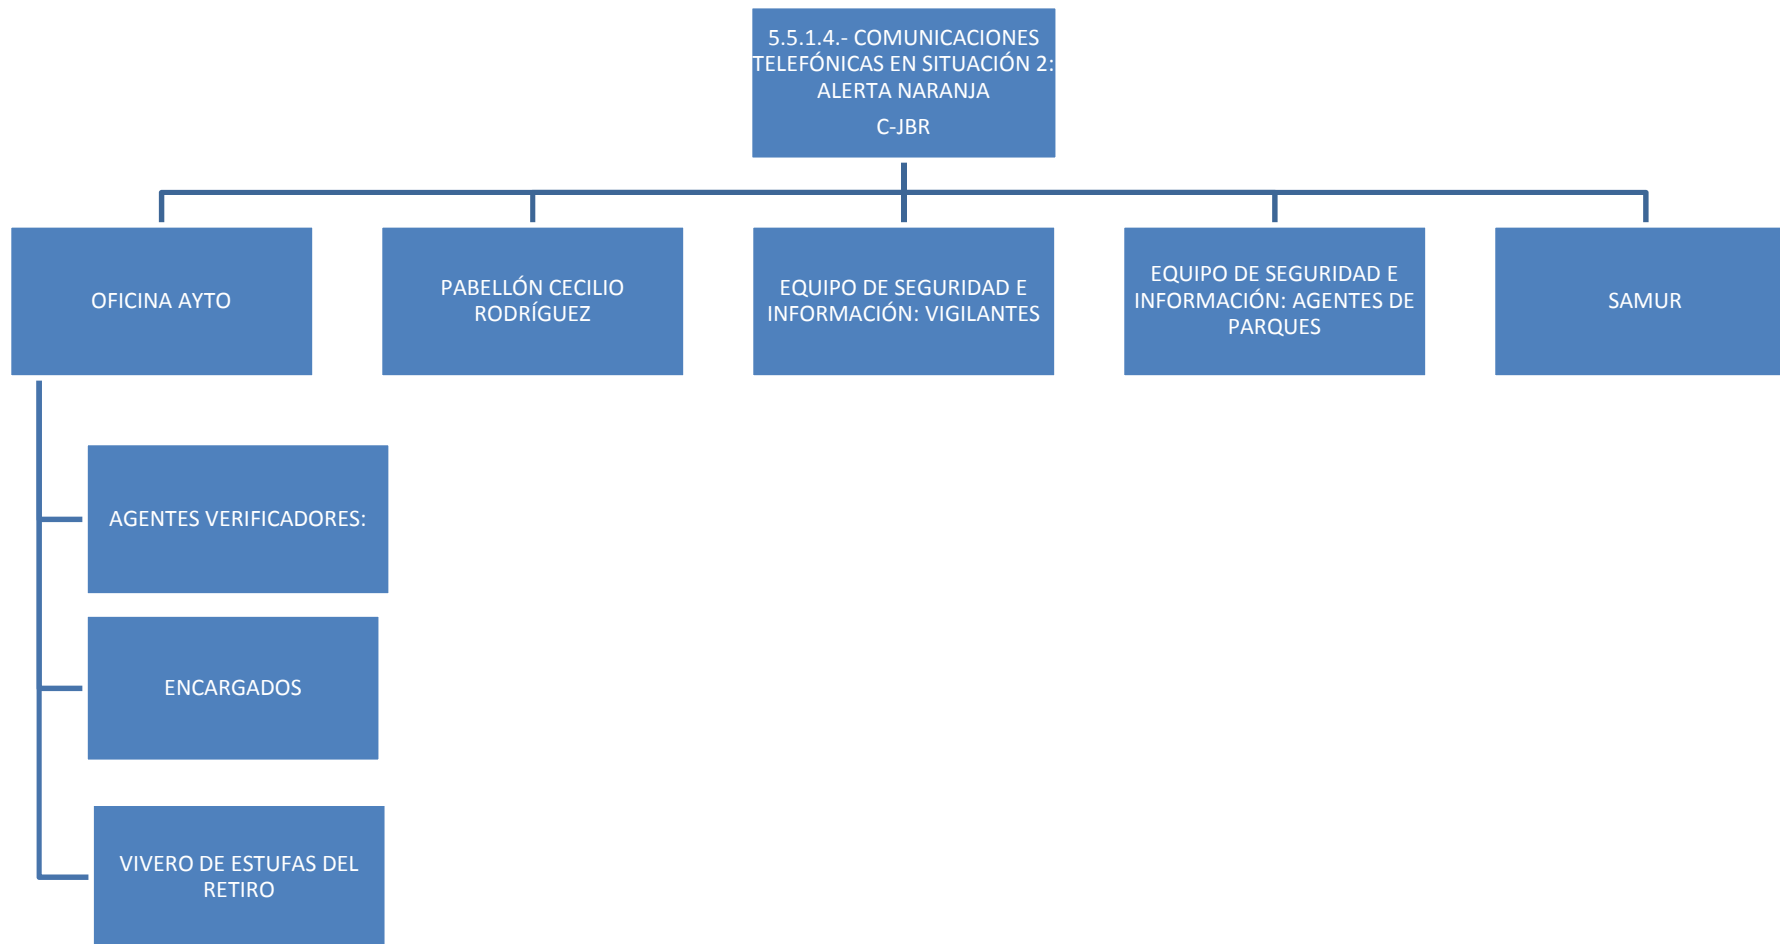 5.5.1.4.- COMUNICACIONES
TELEFÓNICAS EN SITUACIÓN 2:
ALERTA NARANJA
C-JBR
OFICINA AYTO
PABELLÓN CECILIO
RODRÍGUEZ
EQUIPO DE SEGURIDAD E
INFORMACIÓN: VIGILANTES
EQUIPO DE SEGURIDAD E
INFORMACIÓN: AGENTES DE
PARQUES
SAMUR
AGENTES VERIFICADORES:
ENCARGADOS
VIVERO DE ESTUFAS DEL
RETIRO